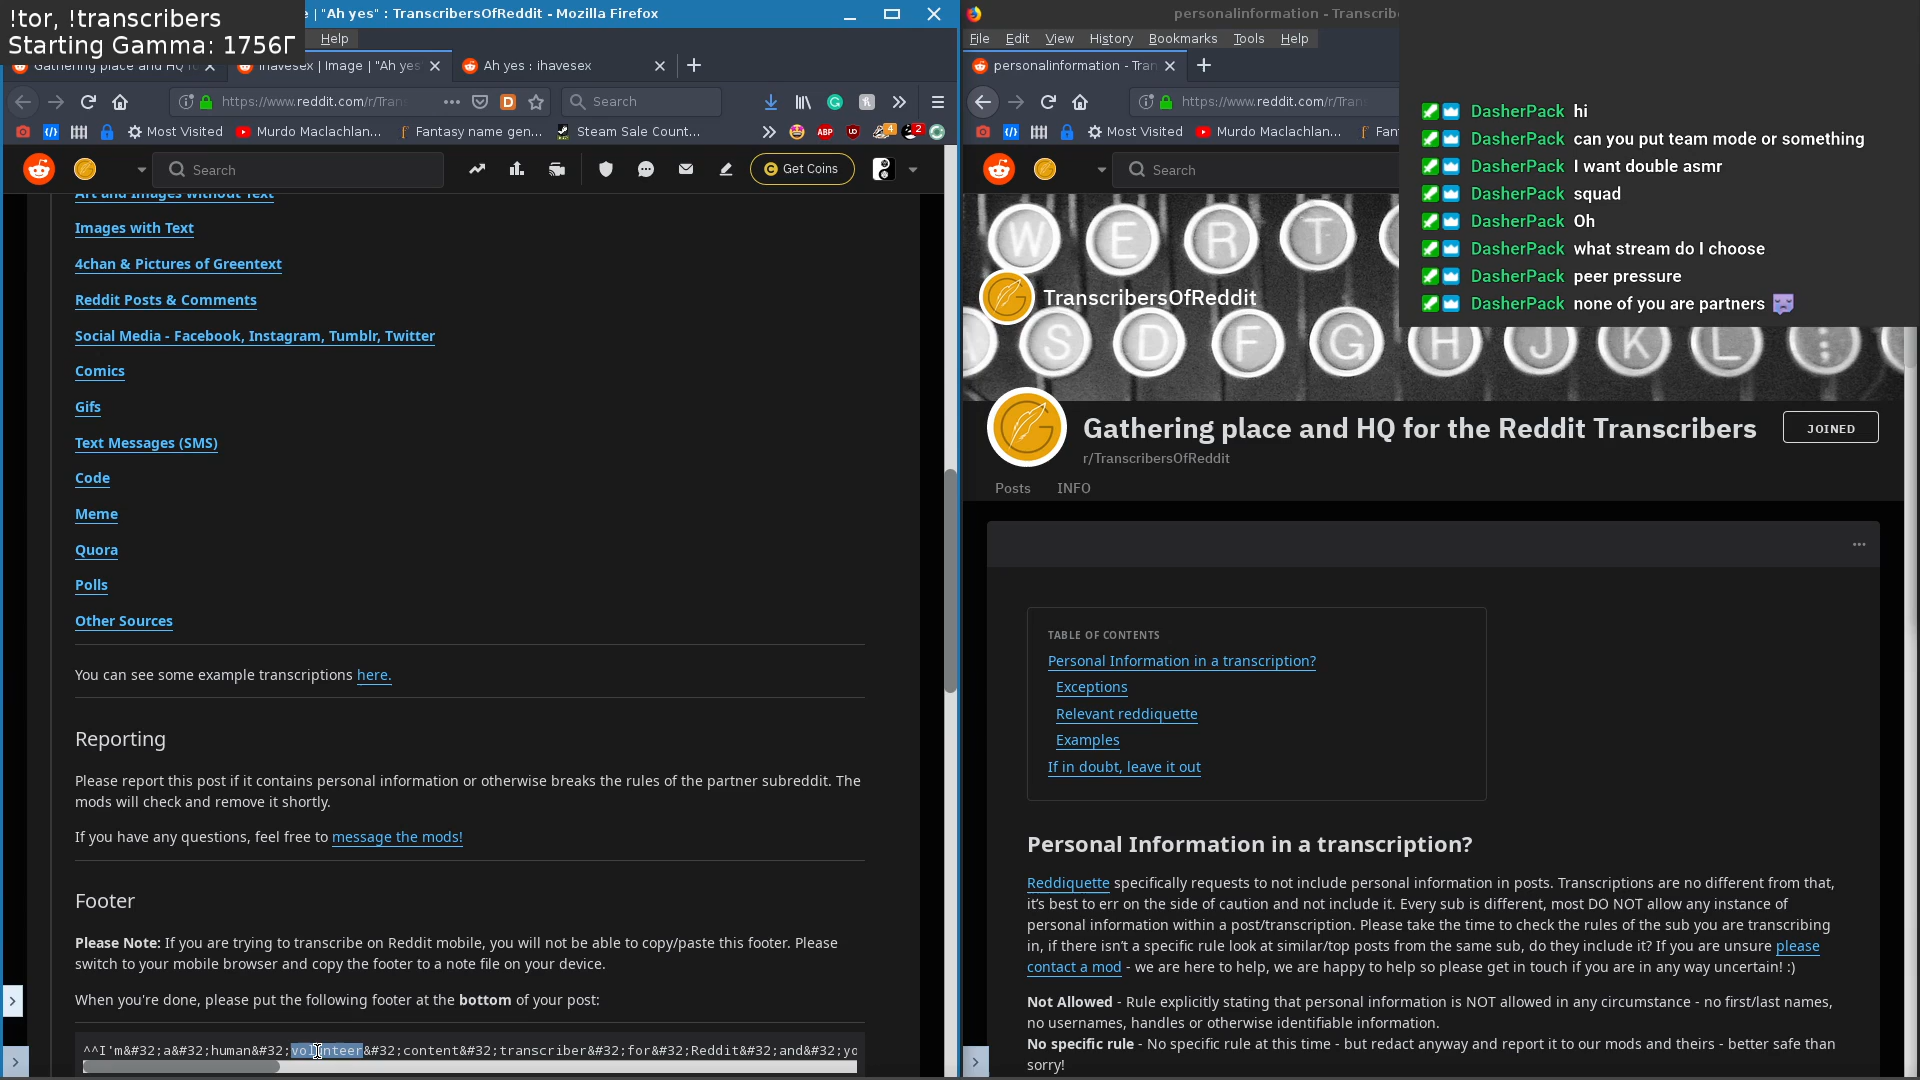 !tor, !transcribers
Starting Gamma: 1756Γ
| "Ah yes" : TranscribersOfReddit - Mozilla Firefox
Help
Gathering place and HQ
ihavesex | Image | "Ah yes"
Ah yes : ihavesex
https://www.reddit.com/r/Tran
Search
Most Visited
Murdo Maclachlan...
Fantasy name gen...
Steam Sale Count...
ABP
4
2
Search
Get Coins
Art and Images Without Text
Images with Text
4chan & Pictures of Greentext
Reddit Posts & Comments
Social Media - Facebook, Instagram, Tumblr, Twitter
Comics
Gifs
Text Messages (SMS)
Code
Meme
Quora
Polls
Other Sources
You can see some example transcriptions here.
Reporting
Please report this post if it contains personal information or otherwise breaks the rules of the partner subreddit. The
mods will check and remove it shortly.
If you have any questions, feel free to message the mods!
Footer
Please Note: If you are trying to transcribe on Reddit mobile, you will not be able to copy/paste this footer. Please
switch to your mobile browser and copy the footer to a note file on your device.
When you're done, please put the following footer at the bottom of your post:
^^I'm&#32;a&#32;human&#32;volunteer&#32;content&#32;transcriber&#32;for&#32;Reddit&#32;and&#32;yo
personalinformation - Transcribe
File Edit View History Bookmarks Tools Help
personalinformation - Tran
https://www.reddit.com/r/Tran
Most Visited
Murdo Maclachlan...
Fan
Search
DasherPack hi
DasherPack can you put team mode or something
DasherPack I want double asmr
DasherPack squad
DasherPack Oh
DasherPack what stream do I choose
DasherPack peer pressure
DasherPack none of you are partners
W E R T
TranscribersOfReddit
S D F G H J K L
Gathering place and HQ for the Reddit Transcribers
JOINED
r/TranscribersOfReddit
Posts
INFO
TABLE OF CONTENTS
Personal Information in a transcription?
Exceptions
Relevant reddiquette
Examples
If in doubt, leave it out
Personal Information in a transcription?
Reddiquette specifically requests to not include personal information in posts. Transcriptions are no different from that,
it's best to err on the side of caution and not include it. Every sub is different, most DO NOT allow any instance of
personal information within a post/transcription. Please take the time to check the rules of the sub you are transcribing
in, if there isn't a specific rule look at similar/top posts from the same sub, do they include it? If you are unsure please
contact a mod - we are here to help, we are happy to help so please get in touch if you are in any way uncertain! :)
Not Allowed - Rule explicitly stating that personal information is NOT allowed in any circumstance - no first/last names,
no usernames, handles or otherwise identifiable information.
No specific rule - No specific rule at this time - but redact anyway and report it to our mods and theirs - better safe than
sorry!